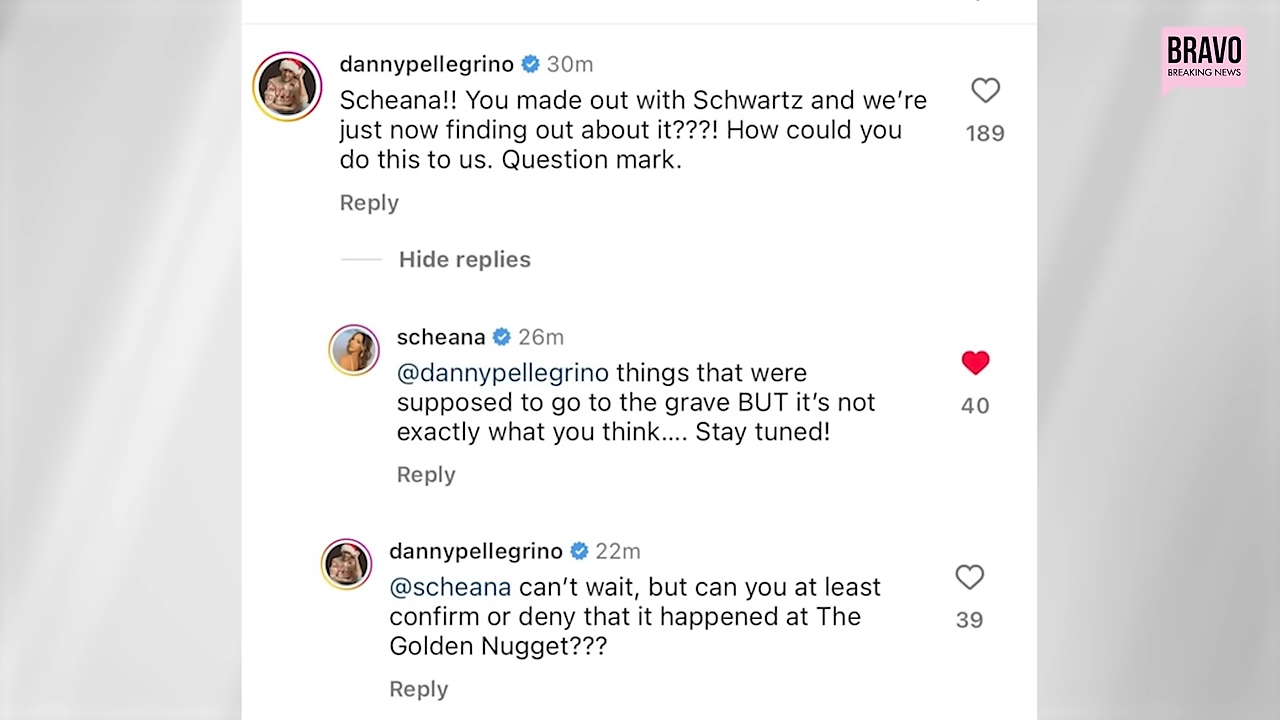 BRAVO
BREAKING NEWS
dannypellegrino 30m
Scheana!! You made out with Schwartz and we’re
just now finding out about it???! How could you
do this to us. Question mark.
189
Reply
Hide replies
scheana 26m
@dannypellegrino things that were
supposed to go to the grave BUT it’s not
exactly what you think.... Stay tuned!
40
Reply
dannypellegrino 22m
@scheana can’t wait, but can you at least
confirm or deny that it happened at The
Golden Nugget???
39
Reply